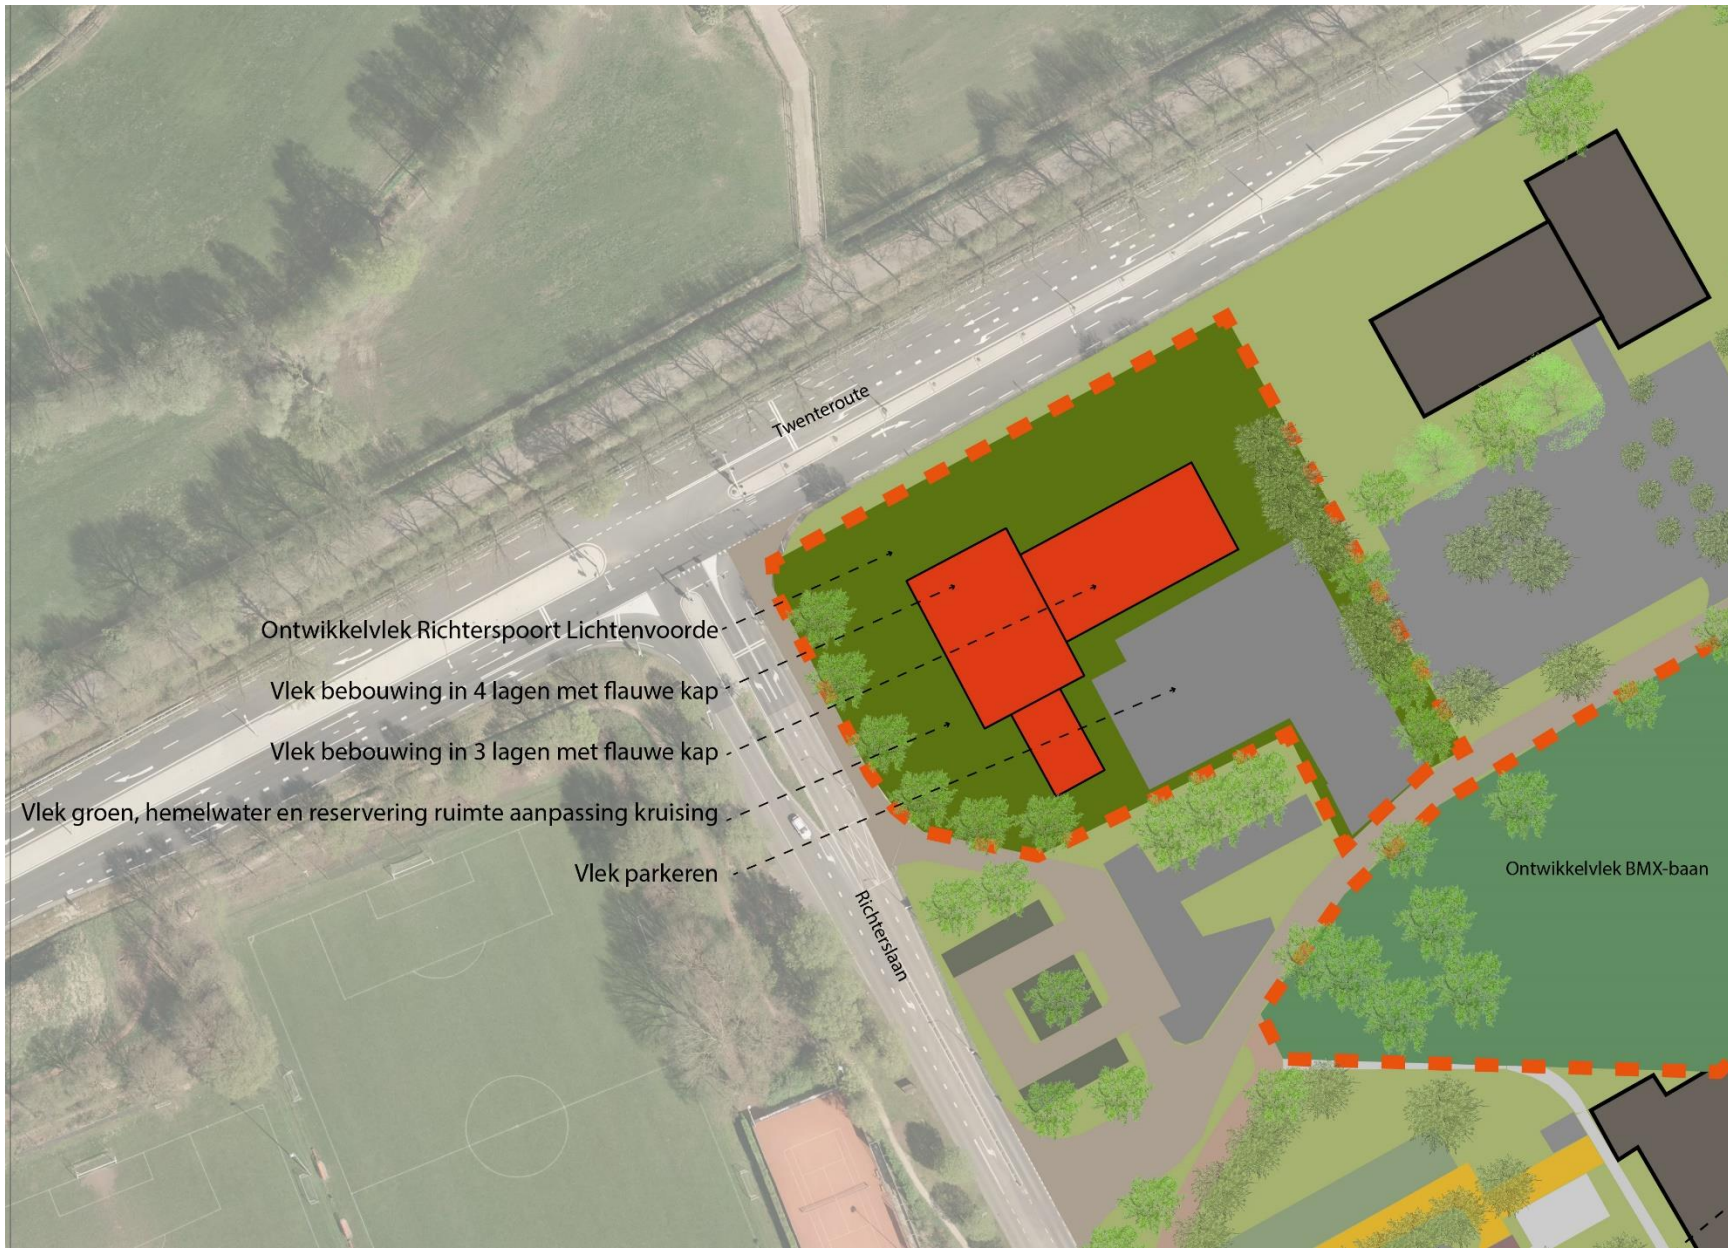 Twenteroute
Ontwikkelvlek Richterspoort Lichtenvoorde
Vlek bebouwing in 4 lagen met flauwe kap
Vlek bebouwing in 3 lagen met flauwe kap
Vlek groen, hemelwater en reservering ruimte aanpassing kruising
Vlek parkeren
Ontwikkelvlek BMX-baan
Richterslaan